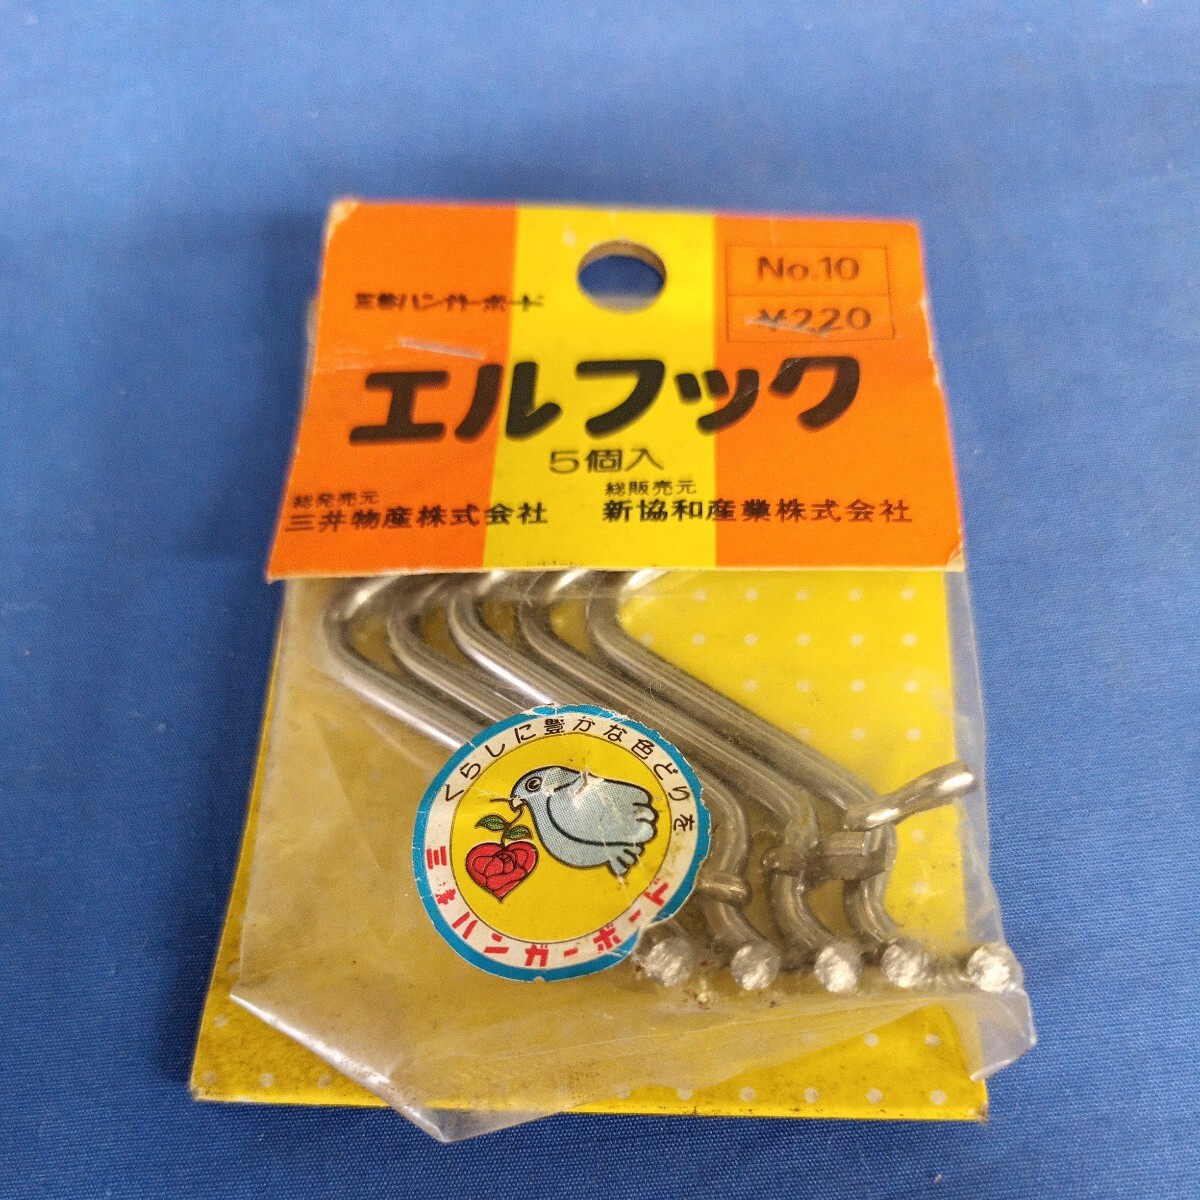 三巻ハンガーボード
No.10
¥220
エルフック
5個入
総発売元
三井物産株式会社
総販売元
新協和産業株式会社
くらしに豊かな色どりを
ハンガーボード